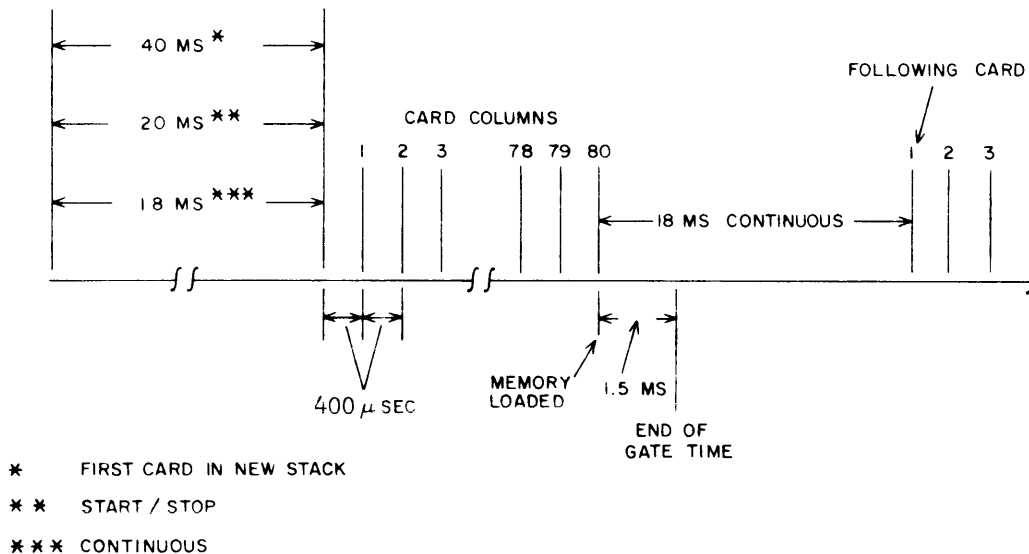 40 MS *
FOLLOWING CARD
20 MS **
CARD COLUMNS
1 2 3 78 79 80 1 2 3
18 MS ***
18 MS CONTINUOUS
400 μ SEC
MEMORY
LOADED
1.5 MS
END OF
GATE TIME
* FIRST CARD IN NEW STACK
** START / STOP
*** CONTINUOUS